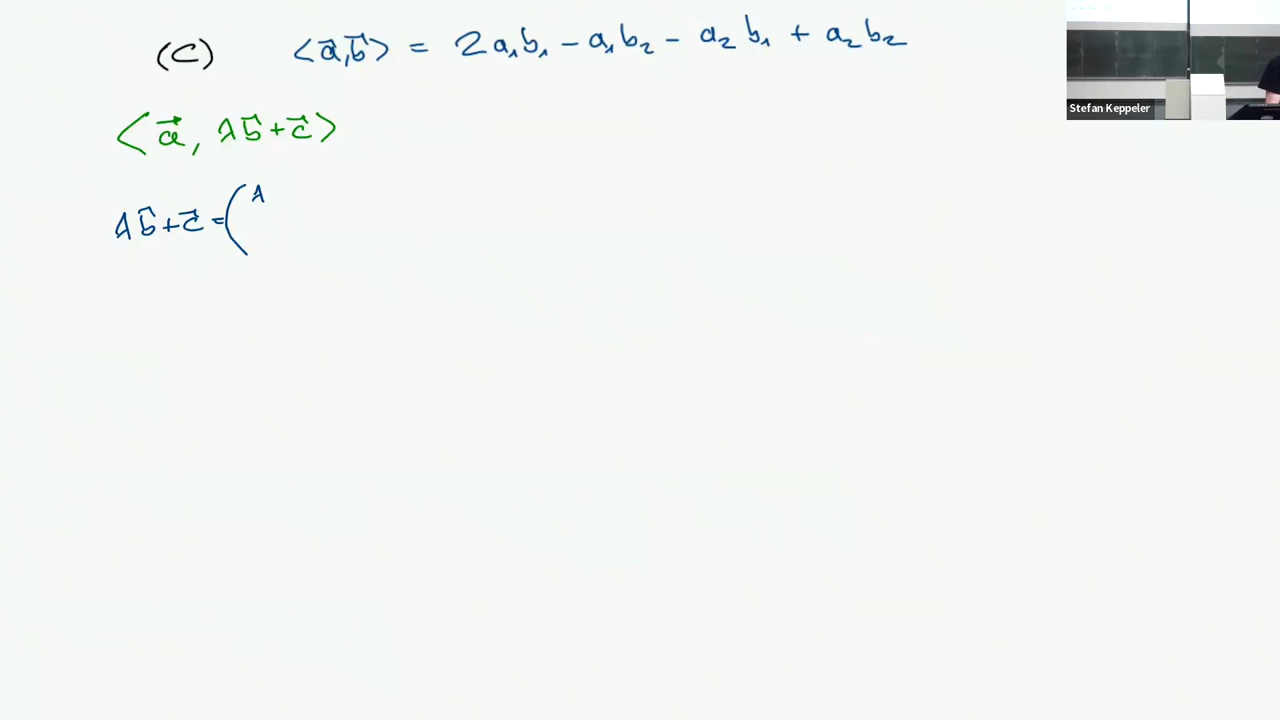 (C) ⟨a⃗,b⃗⟩ = 2a₁b₁ − a₁b₂ − a₂b₁ + a₂b₂
⟨a⃗, λb⃗+c⃗⟩
λb⃗+c⃗ = (λ
Stefan Keppeler